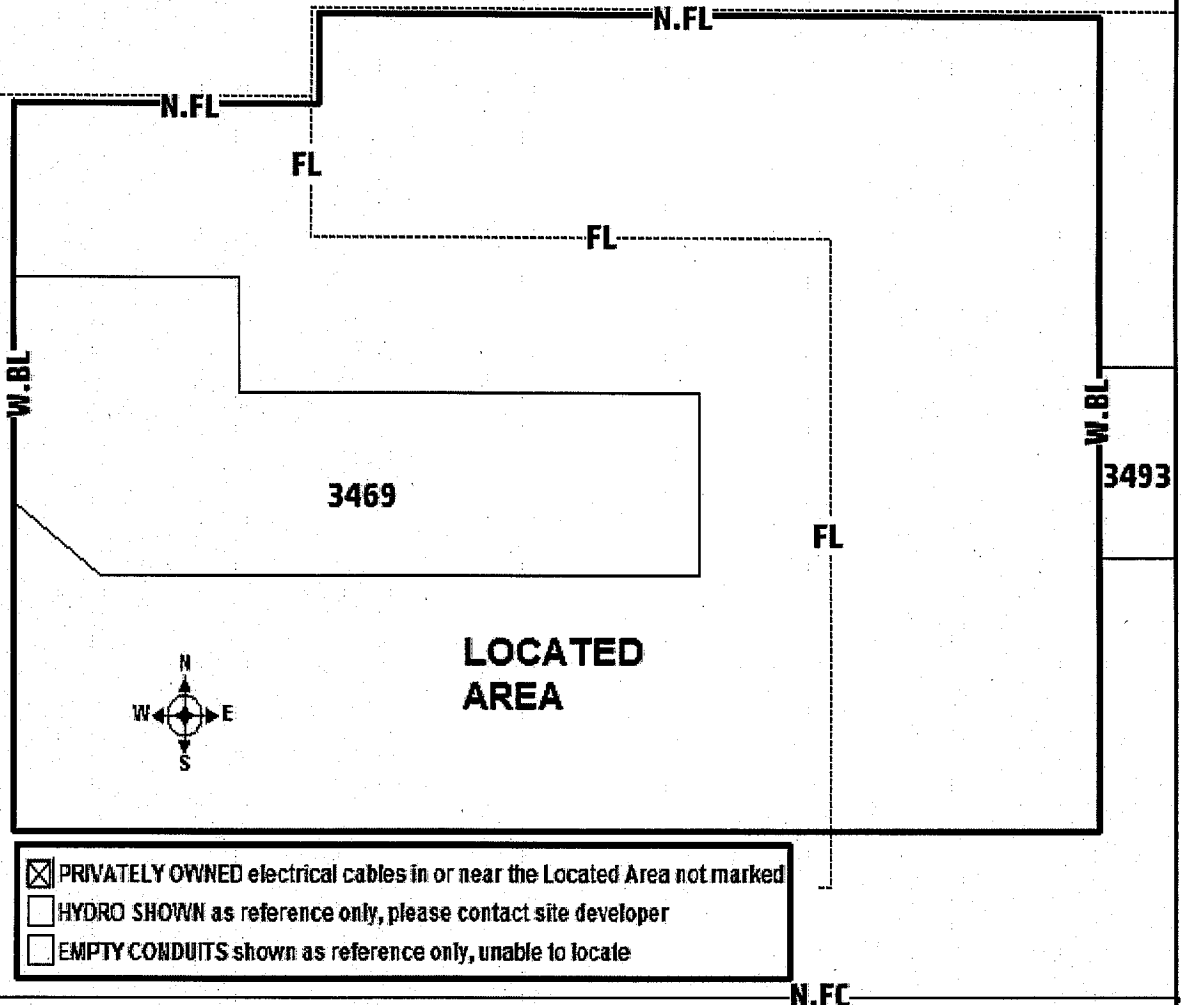 N.FL
N.FL
FL
FL
W.BL
W.BL
3469
3493
FL
LOCATED
AREA
N
W E
S
PRIVATELY OWNED electrical cables in or near the Located Area not marked
HYDRO SHOWN as reference only, please contact site developer
EMPTY CONDUITS shown as reference only, unable to locate
N.FC